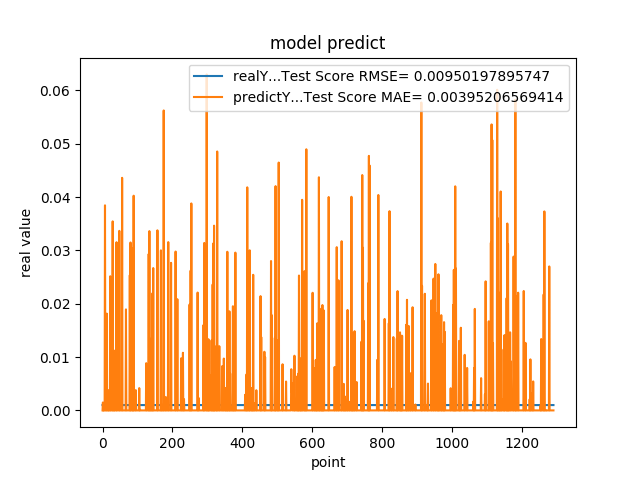 model predict
realY...Test Score RMSE= 0.00950197895747
predictY...Test Score MAE= 0.00395206569414
real value
0.06
0.05
0.04
0.03
0.02
0.01
0.00
0 200 400 600 800 1000 1200
point